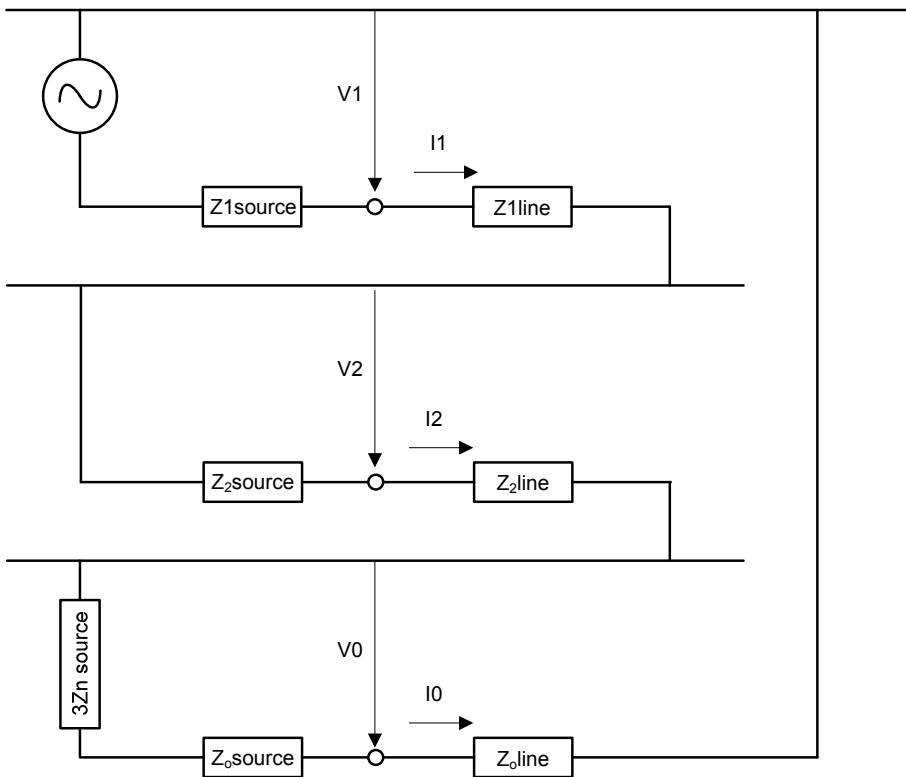 V1
I1
Z1source
Z1line
V2
I2
Z₂source
Z₂line
3Zn source
V0
I0
Zₒsource
Zₒline